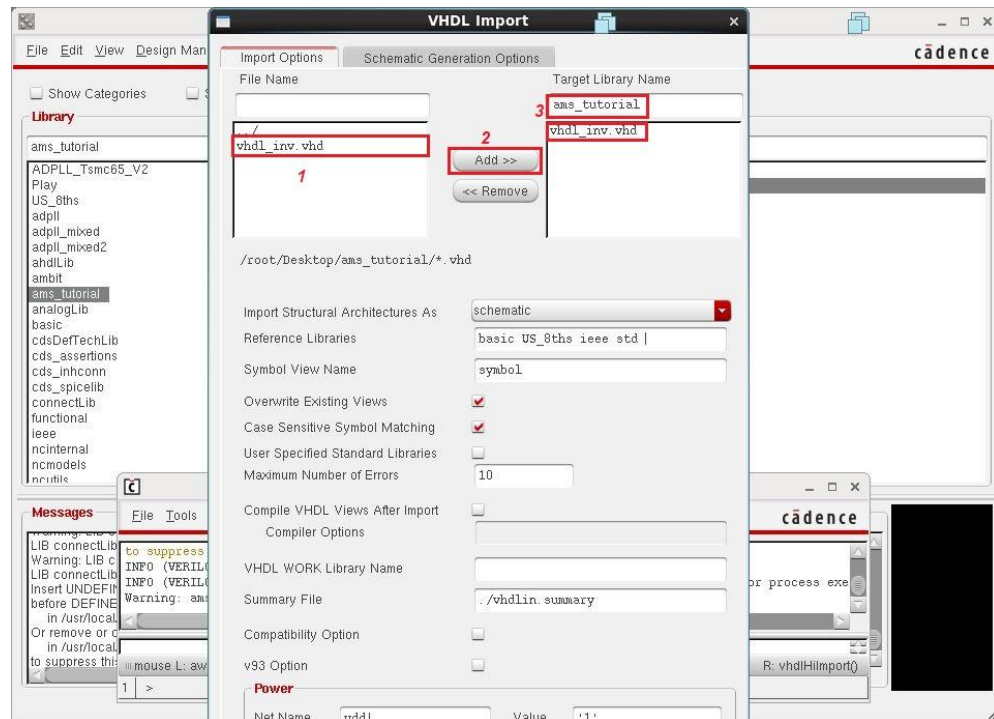 VHDL Import
File Edit View Design Man
cādence
Import Options
Schematic Generation Options
File Name
Target Library Name
Show Categories
3
ams_tutorial
Library
../
vhdl_inv.vhd
vhdl_inv.vhd
2
1
Add >>
<< Remove
ams_tutorial
ADPLL_Tsmc65_V2
Play
US_8ths
adpll
adpll_mixed
adpll_mixed2
ahdlLib
ambit
ams_tutorial
analogLib
basic
cdsDefTechLib
cds_assertions
cds_inhconn
cds_spicelib
connectLib
functional
ieee
ncinternal
ncmodels
ncutils
/root/Desktop/ams_tutorial/*.vhd
Import Structural Architectures As
schematic
Reference Libraries
basic US_8ths ieee std
Symbol View Name
symbol
Overwrite Existing Views
Case Sensitive Symbol Matching
User Specified Standard Libraries
Maximum Number of Errors
10
Compile VHDL Views After Import
Compiler Options
VHDL WORK Library Name
Summary File
./vhdlin.summary
Compatibility Option
v93 Option
Power
Net Name
vdd!
Value
'1'
Messages
LIB connectLib
Warning: LIB c
LIB connectLib
Insert UNDEFIN
before DEFINE
in /usr/local/
Or remove or c
in /usr/local/
to suppress this
File Tools
cādence
to suppress
INFO (VERILO
INFO (VERILO
Warning: ams
or process exe
mouse L: aw
R: vhdlHiImport()
1 >